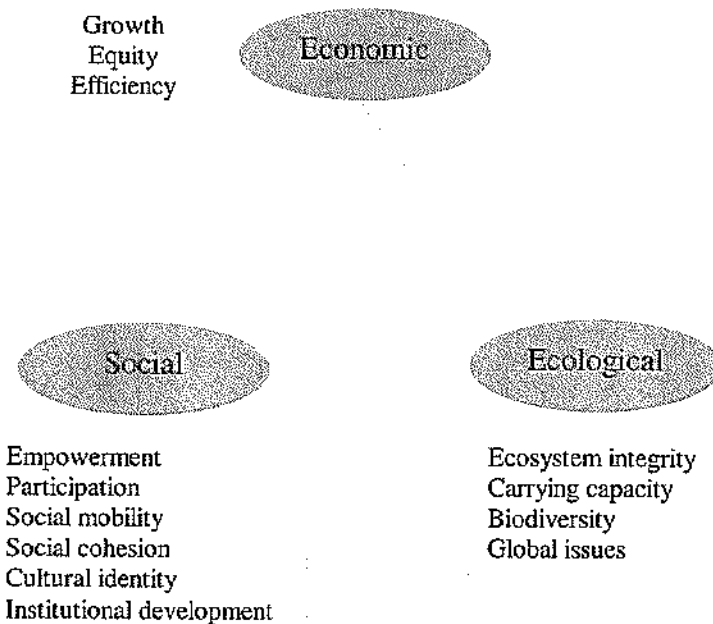 Growth
Equity
Efficiency
Economic
Social
Ecological
Empowerment
Participation
Social mobility
Social cohesion
Cultural identity
Institutional development
Ecosystem integrity
Carrying capacity
Biodiversity
Global issues